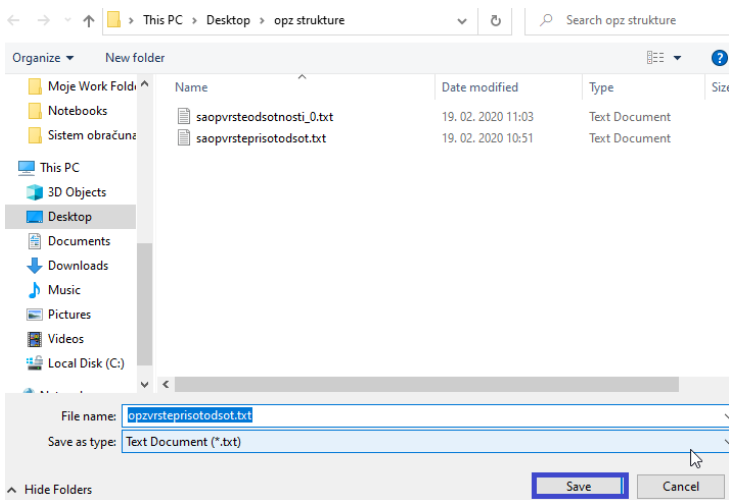 This PC > Desktop > opz strukture
Search opz strukture
Organize
New folder
?
Name
Date modified
Type
Size
Moje Work Folde
Notebooks
Sistem obračuna
This PC
3D Objects
Desktop
Documents
Downloads
Music
Pictures
Videos
Local Disk (C:)
saopvrsteodsotnosti_0.txt 19. 02. 2020 11:03 Text Document
saopvrsteprisotodsot.txt 19. 02. 2020 10:51 Text Document
File name: opzvrsteprisotodsot.txt
Save as type: Text Document (*.txt)
Hide Folders
Save
Cancel